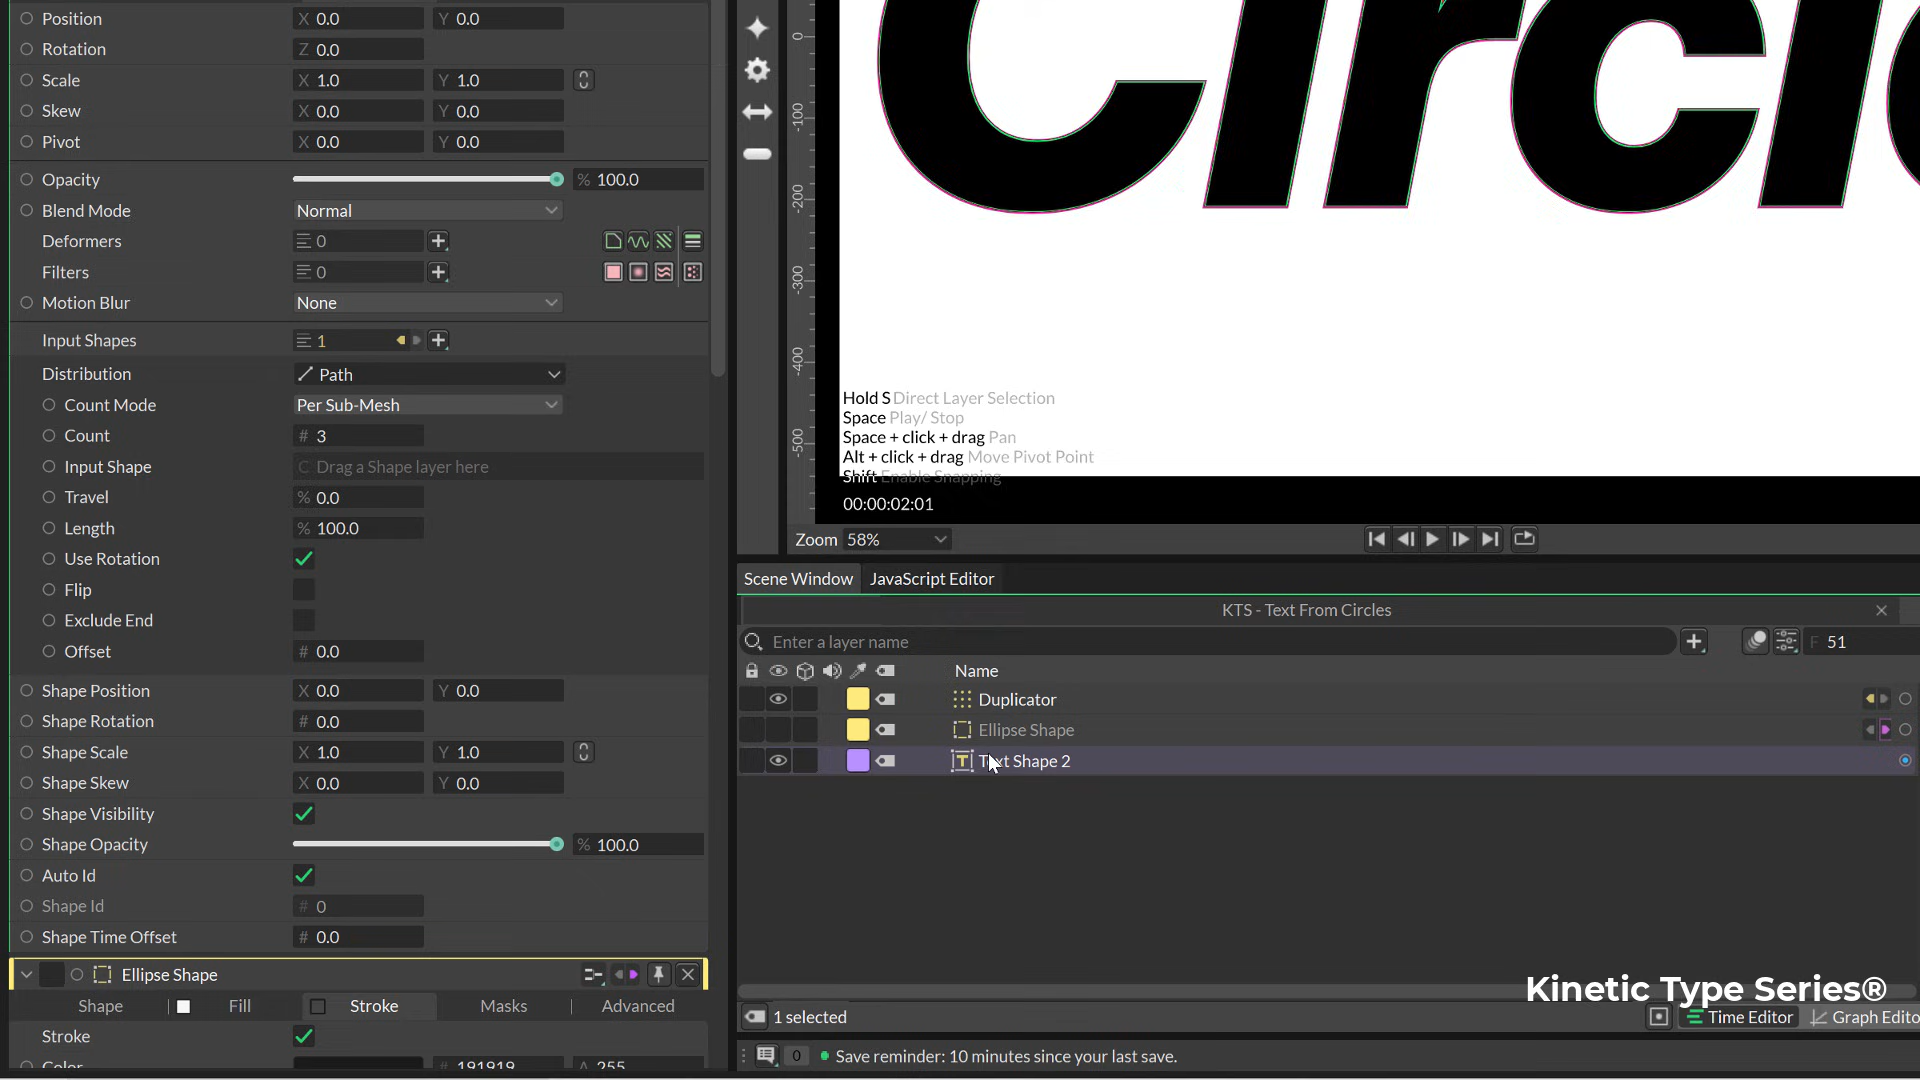 Position X 0.0 Y 0.0
Rotation Z 0.0
Scale X 1.0 Y 1.0
Skew X 0.0 Y 0.0
Pivot X 0.0 Y 0.0
Opacity % 100.0
Blend Mode Normal
Deformers 0
Filters 0
Motion Blur None
Input Shapes 1
Distribution Path
Count Mode Per Sub-Mesh
Count # 3
Input Shape Drag a Shape layer here
Travel % 0.0
Length % 100.0
Use Rotation
Flip
Exclude End
Offset # 0.0
Shape Position X 0.0 Y 0.0
Shape Rotation # 0.0
Shape Scale X 1.0 Y 1.0
Shape Skew X 0.0 Y 0.0
Shape Visibility
Shape Opacity % 100.0
Auto Id
Shape Id # 0
Shape Time Offset # 0.0
Ellipse Shape
Shape Fill Stroke Masks Advanced
Stroke
Color # 191919 A 255
Circl
0
-100
-200
-300
-400
-500
Hold S Direct Layer Selection
Space Play/ Stop
Space + click + drag Pan
Alt + click + drag Move Pivot Point
Shift Enable Snapping
00:00:02:01
Zoom 58%
Scene Window JavaScript Editor
KTS - Text From Circles
Enter a layer name F 51
Name
Duplicator
Ellipse Shape
Text Shape 2
Kinetic Type Series®
1 selected Time Editor Graph Edito
0 Save reminder: 10 minutes since your last save.